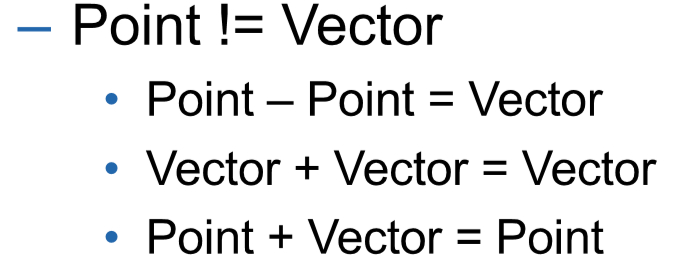 – Point != Vector
• Point – Point = Vector
• Vector + Vector = Vector
• Point + Vector = Point